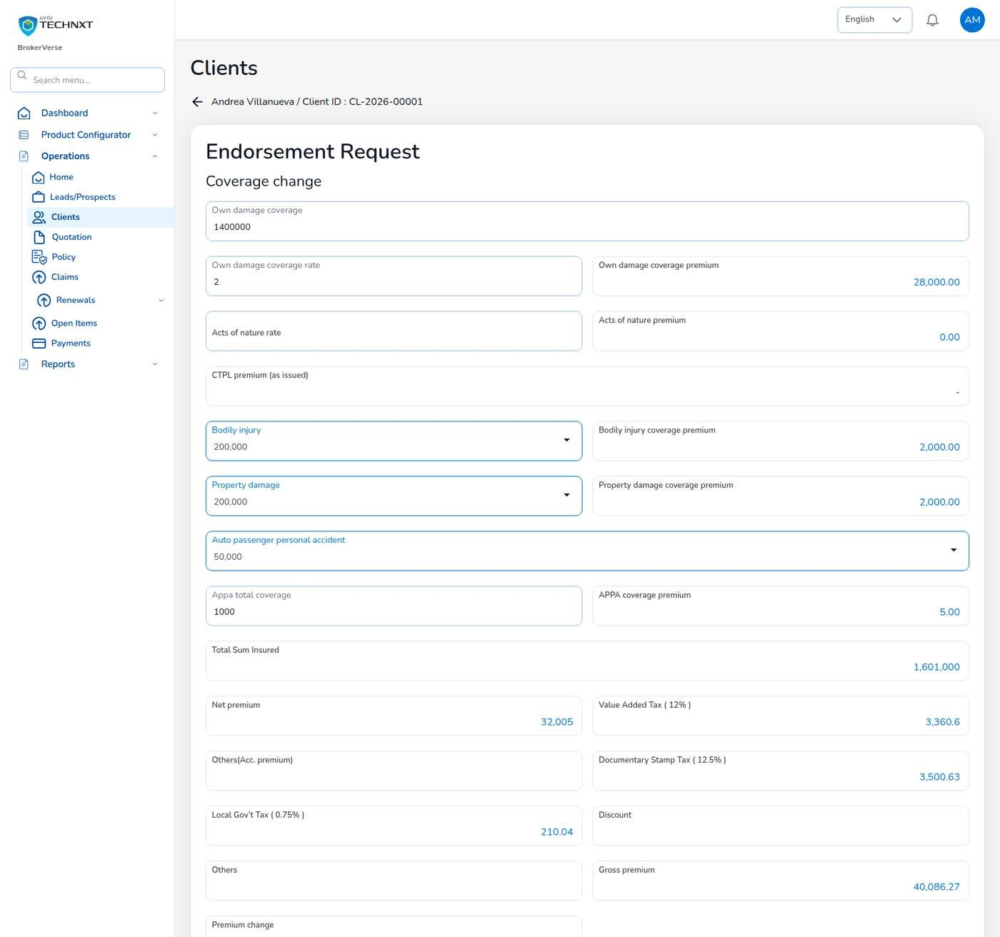 iorta
TECHNXT
BrokerVerse
English
AM
Search menu...
Dashboard
Product Configurator
Operations
Home
Leads/Prospects
Clients
Quotation
Policy
Claims
Renewals
Open Items
Payments
Reports
Clients
Andrea Villanueva / Client ID : CL-2026-00001
Endorsement Request
Coverage change
Own damage coverage
1400000
Own damage coverage rate
2
Own damage coverage premium
28,000.00
Acts of nature rate
Acts of nature premium
0.00
CTPL premium (as issued)
-
Bodily injury
200,000
Bodily injury coverage premium
2,000.00
Property damage
200,000
Property damage coverage premium
2,000.00
Auto passenger personal accident
50,000
Appa total coverage
1000
APPA coverage premium
5.00
Total Sum Insured
1,601,000
Net premium
32,005
Value Added Tax ( 12% )
3,360.6
Others(Acc. premium)
Documentary Stamp Tax ( 12.5% )
3,500.63
Local Gov't Tax ( 0.75% )
210.04
Discount
Others
Gross premium
40,086.27
Premium change